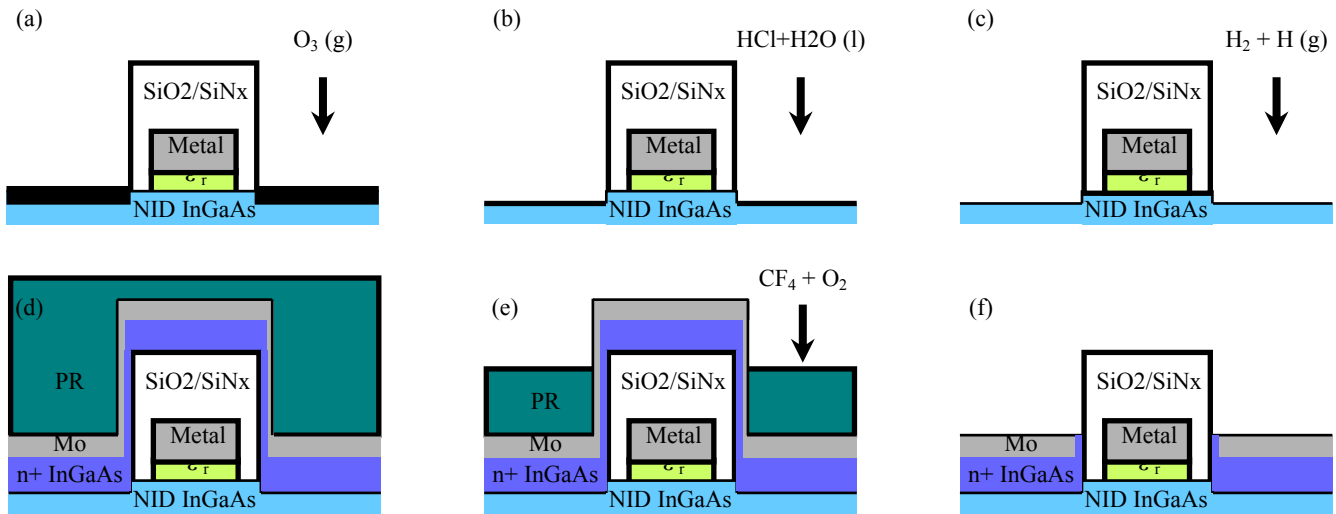 (a)
O₃ (g)
SiO2/SiNx
Metal
ε r
NID InGaAs
(b)
HCl+H2O (l)
SiO2/SiNx
Metal
ε r
NID InGaAs
(c)
H₂ + H (g)
SiO2/SiNx
Metal
ε r
NID InGaAs
(d)
PR
SiO2/SiNx
Mo
Metal
n+ InGaAs
ε r
NID InGaAs
(e)
CF₄ + O₂
PR
SiO2/SiNx
Mo
Metal
n+ InGaAs
ε r
NID InGaAs
(f)
SiO2/SiNx
Mo
Metal
n+ InGaAs
ε r
NID InGaAs